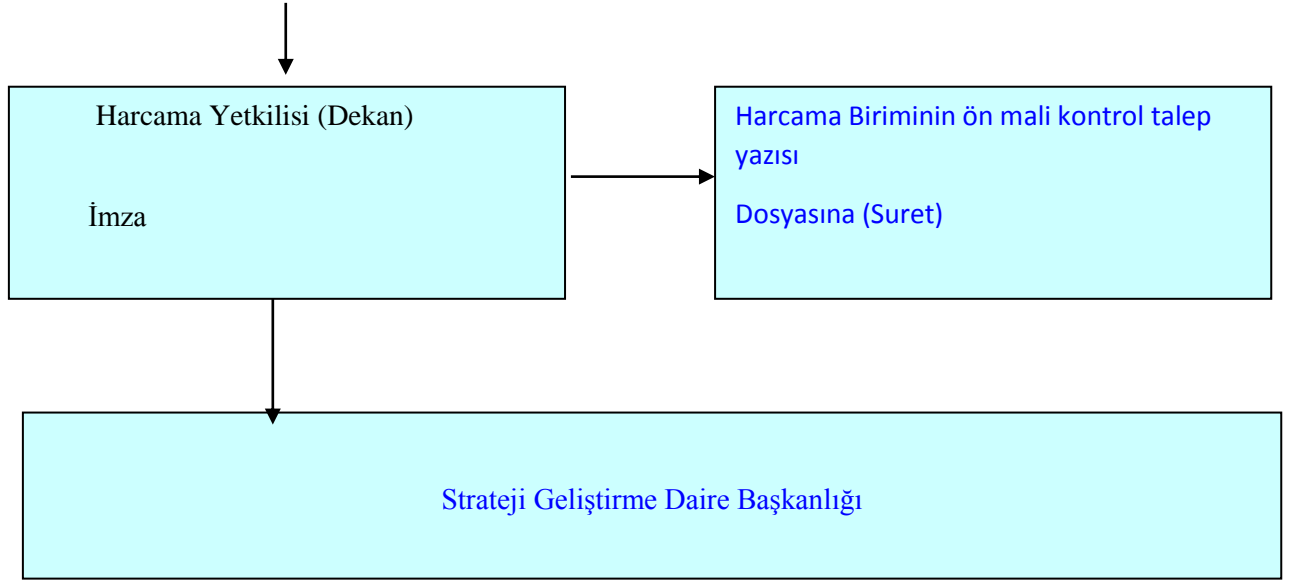 Harcama Yetkilisi (Dekan)
İmza
Harcama Biriminin ön mali kontrol talep
yazısı
Dosyasına (Suret)
Strateji Geliştirme Daire Başkanlığı